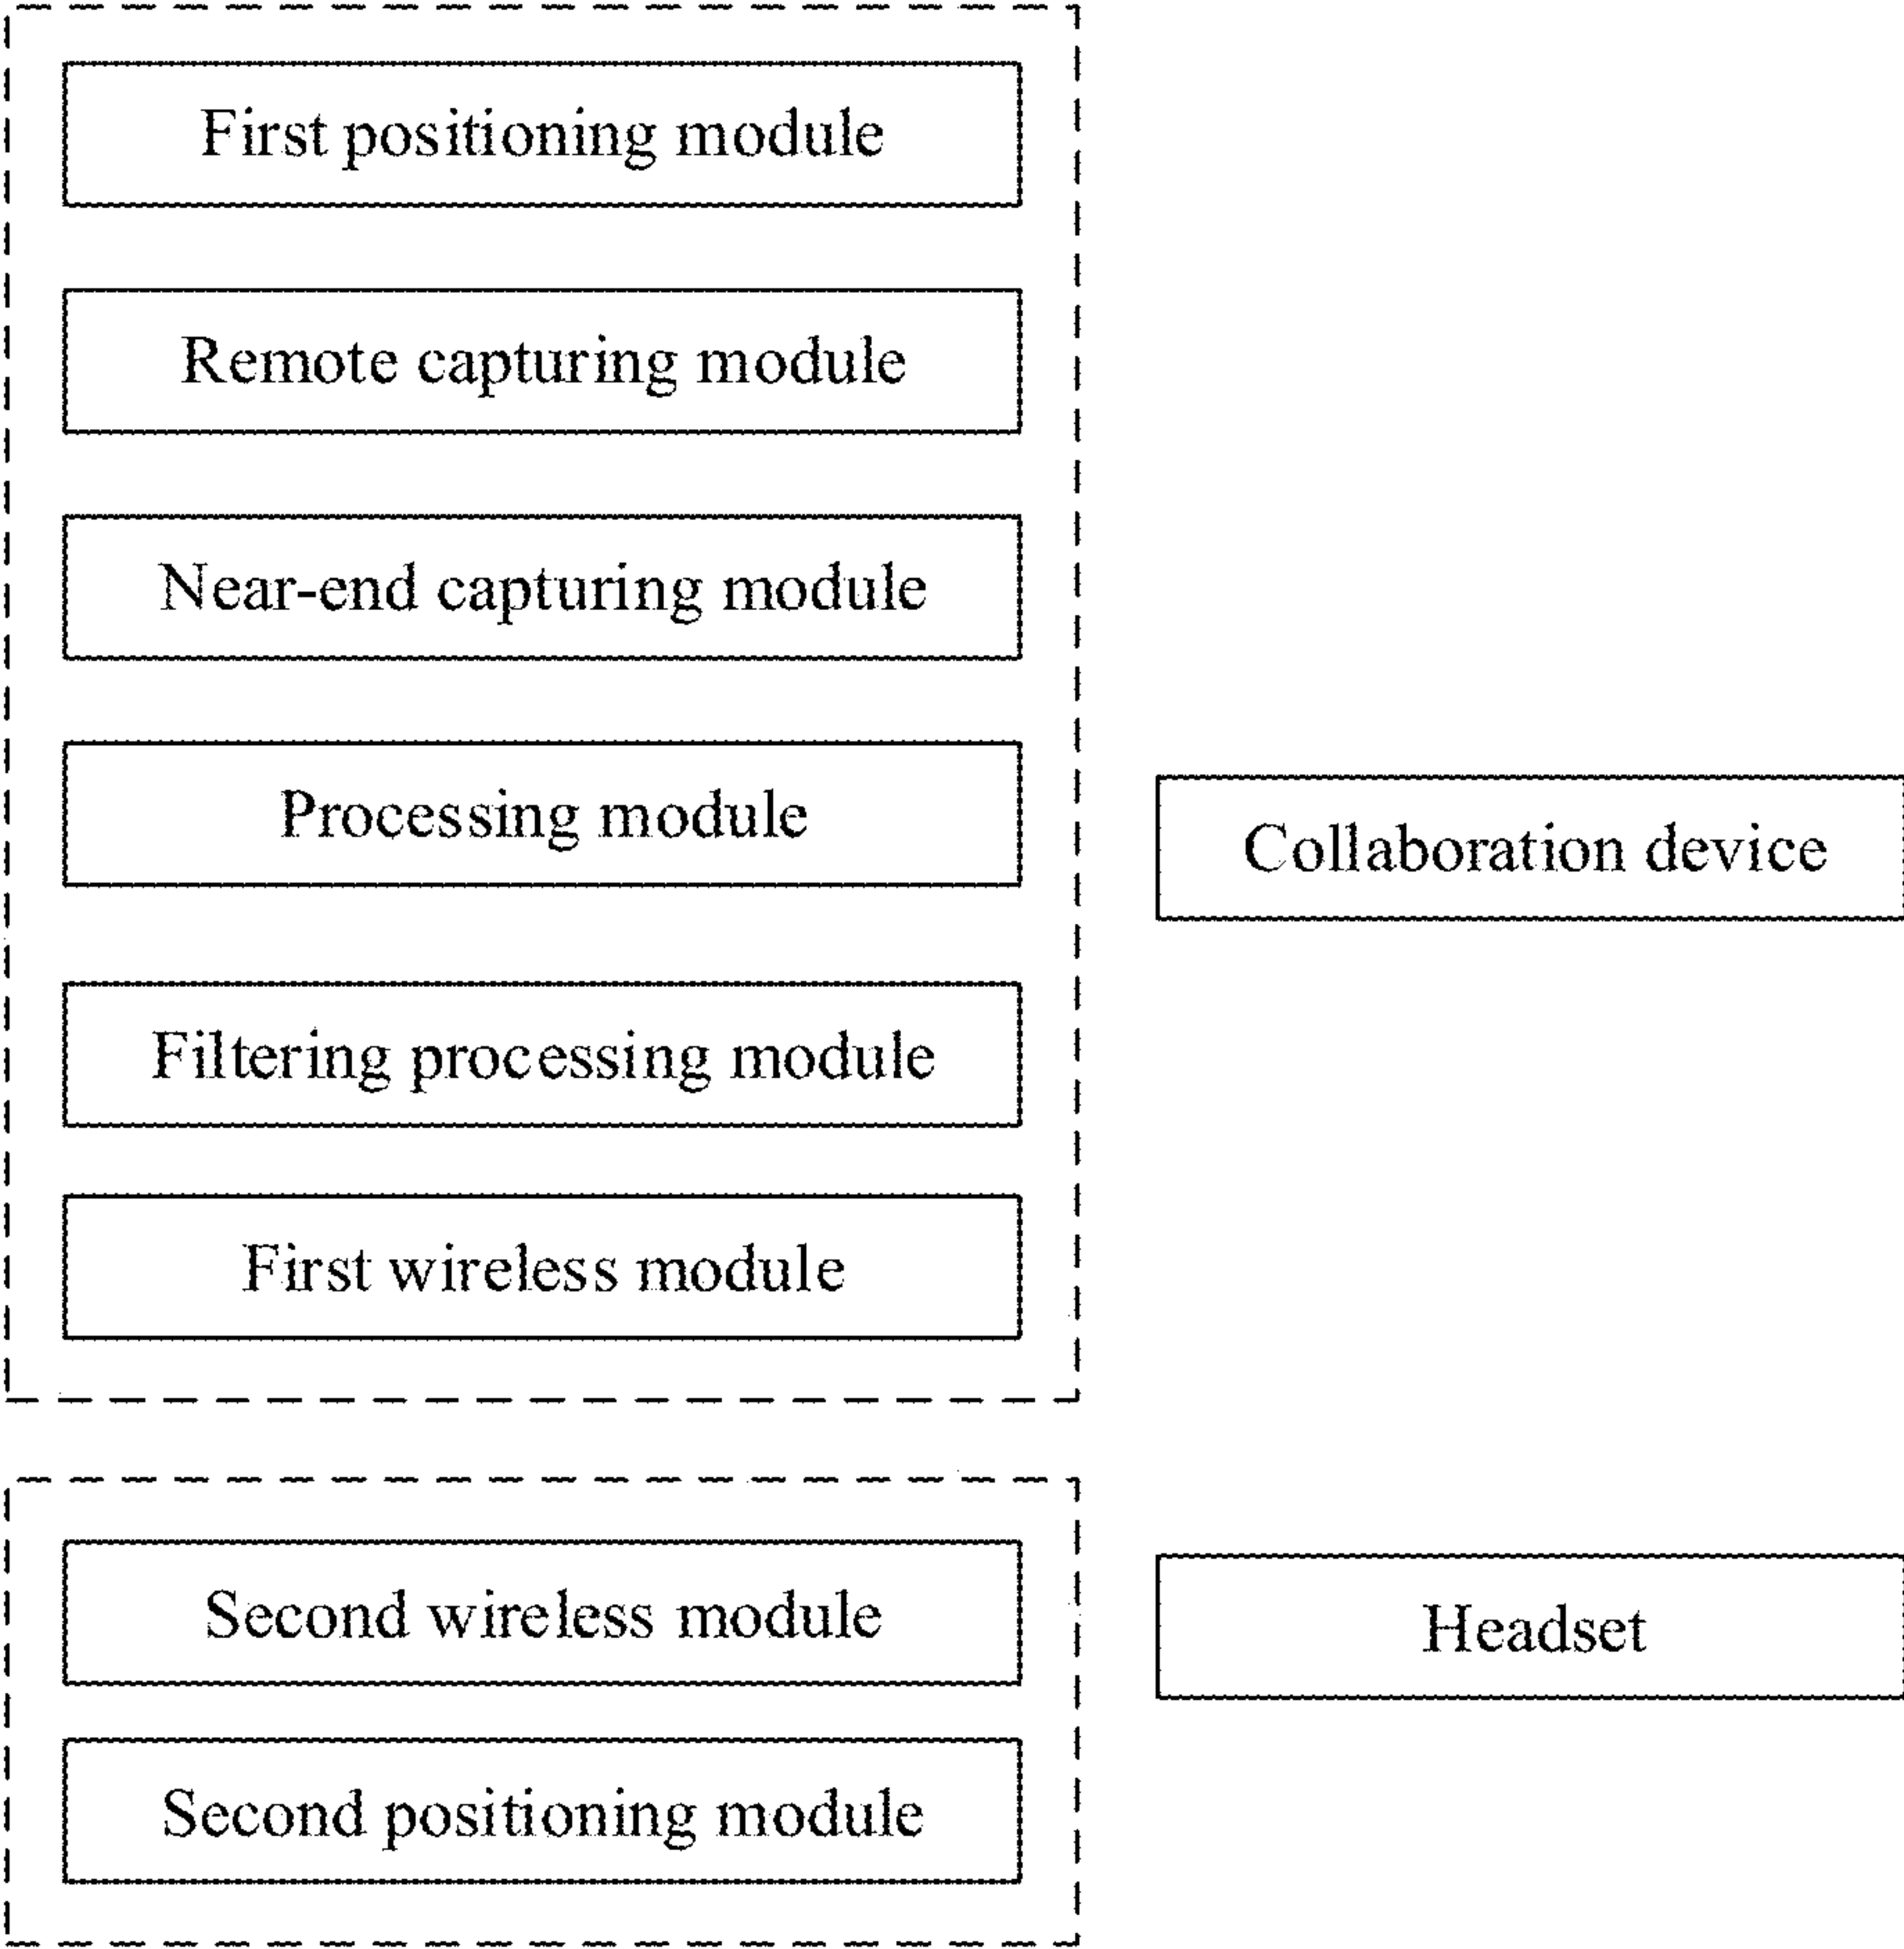 First positioning module
Remote capturing module
Near-end capturing module
Processing module
Collaboration device
Filtering processing module
First wireless module
Second wireless module
Headset
Second positioning module